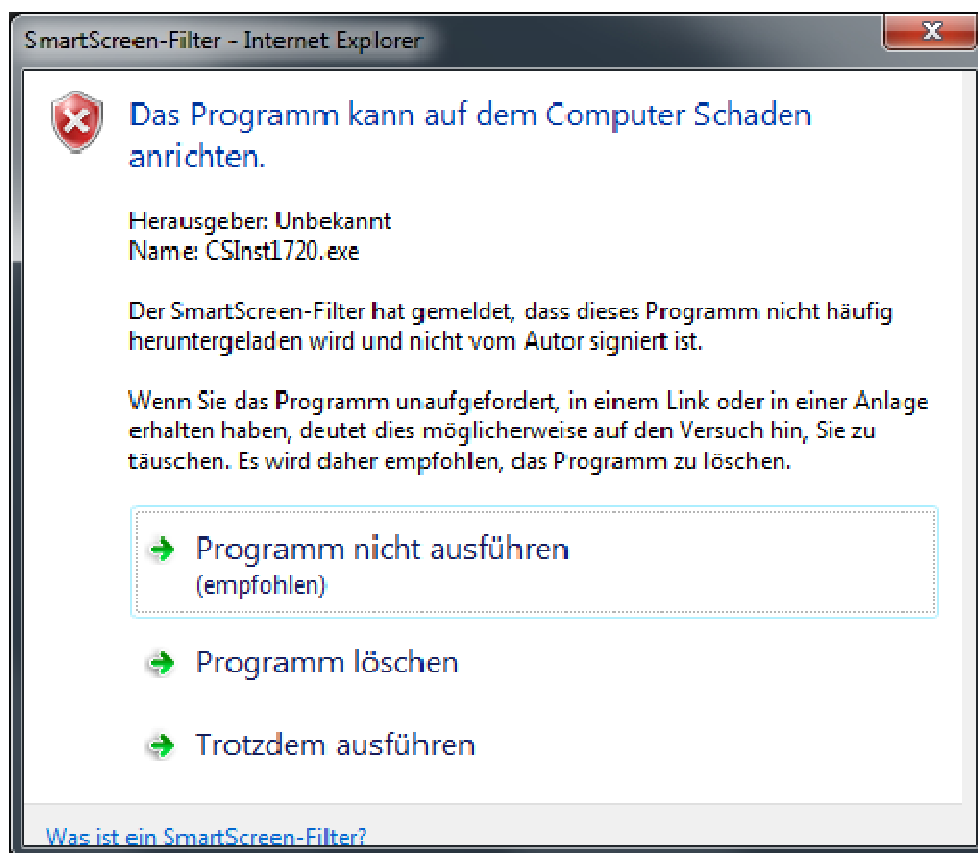 SmartScreen-Filter – Internet Explorer
Das Programm kann auf dem Computer Schaden
anrichten.
Herausgeber: Unbekannt
Name: CSInst1720.exe
Der SmartScreen-Filter hat gemeldet, dass dieses Programm nicht häufig
heruntergeladen wird und nicht vom Autor signiert ist.
Wenn Sie das Programm unaufgefordert, in einem Link oder in einer Anlage
erhalten haben, deutet dies möglicherweise auf den Versuch hin, Sie zu
täuschen. Es wird daher empfohlen, das Programm zu löschen.
Programm nicht ausführen
(empfohlen)
Programm löschen
Trotzdem ausführen
Was ist ein SmartScreen-Filter?